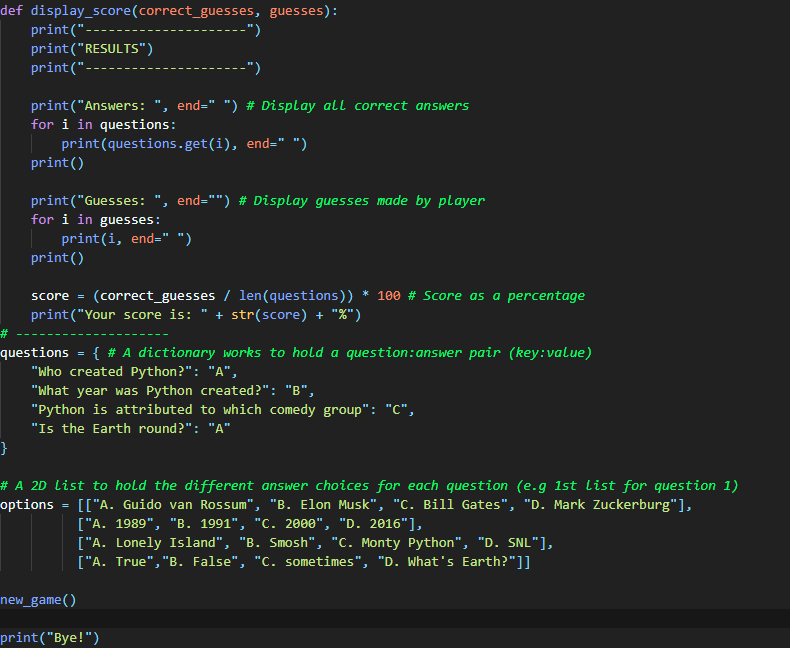 def display_score(correct_guesses, guesses):
    print("---------------------")
    print("RESULTS")
    print("---------------------")

    print("Answers: ", end=" ") # Display all correct answers
    for i in questions:
        print(questions.get(i), end=" ")
    print()

    print("Guesses: ", end="") # Display guesses made by player
    for i in guesses:
        print(i, end=" ")
    print()

    score = (correct_guesses / len(questions)) * 100 # Score as a percentage
    print("Your score is: " + str(score) + "%")
# --------------------
questions = { # A dictionary works to hold a question:answer pair (key:value)
    "Who created Python?": "A",
    "What year was Python created?": "B",
    "Python is attributed to which comedy group": "C",
    "Is the Earth round?": "A"
}

# A 2D list to hold the different answer choices for each question (e.g 1st list for question 1)
options = [["A. Guido van Rossum", "B. Elon Musk", "C. Bill Gates", "D. Mark Zuckerburg"],
          ["A. 1989", "B. 1991", "C. 2000", "D. 2016"],
          ["A. Lonely Island", "B. Smosh", "C. Monty Python", "D. SNL"],
          ["A. True","B. False", "C. sometimes", "D. What's Earth?"]]

new_game()

print("Bye!")